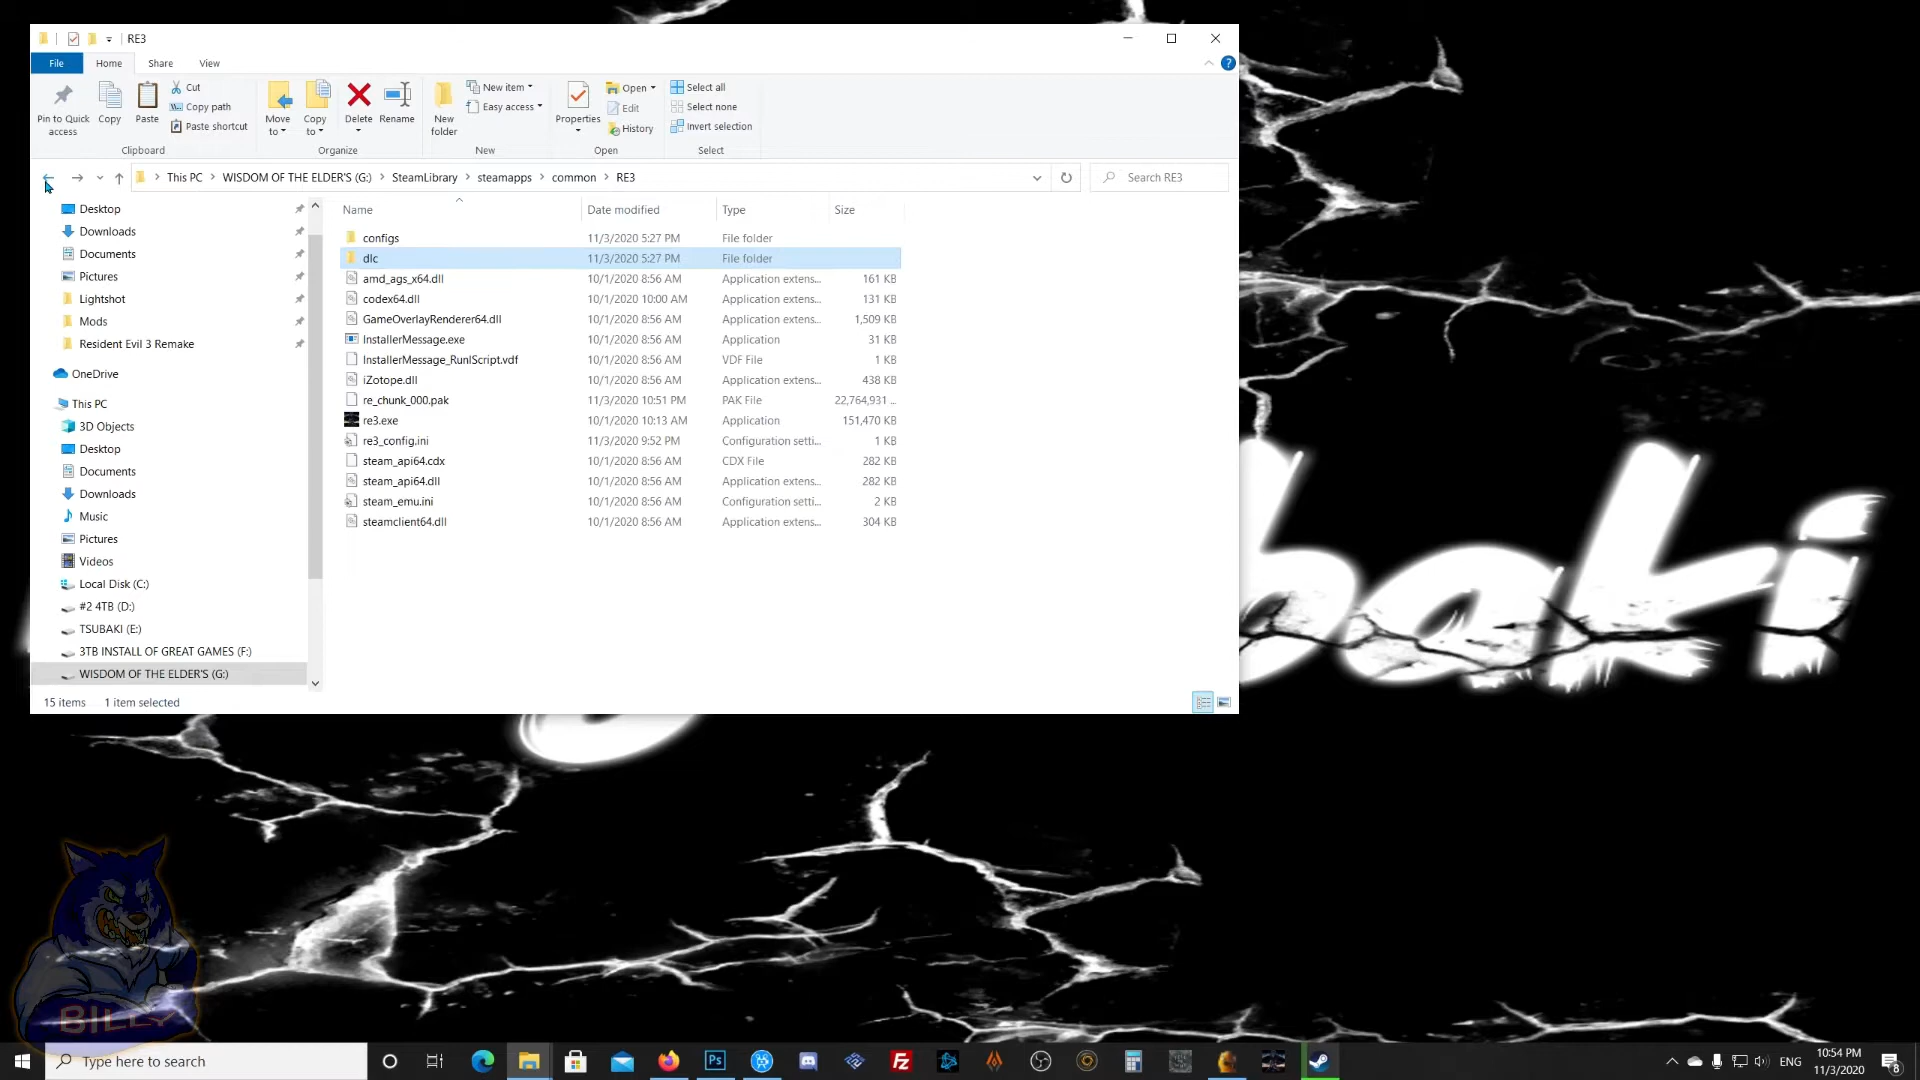 RE3
File
Home
Share
View
Pin to Quick access
Copy
Paste
Cut
Copy path
Paste shortcut
Clipboard
Move to
Copy to
Delete
Rename
Organize
New folder
New item
Easy access
New
Properties
Open
Edit
History
Open
Select all
Select none
Invert selection
Select
This PC > WISDOM OF THE ELDER'S (G:) > SteamLibrary > steamapps > common > RE3
Search RE3
Desktop
Downloads
Documents
Pictures
Lightshot
Mods
Resident Evil 3 Remake
OneDrive
This PC
3D Objects
Desktop
Documents
Downloads
Music
Pictures
Videos
Local Disk (C:)
#2 4TB (D:)
TSUBAKI (E:)
3TB INSTALL OF GREAT GAMES (F:)
WISDOM OF THE ELDER'S (G:)
Name Date modified Type Size
configs 11/3/2020 5:27 PM File folder
dlc 11/3/2020 5:27 PM File folder
amd_ags_x64.dll 10/1/2020 8:56 AM Application extens... 161 KB
codex64.dll 10/1/2020 10:00 AM Application extens... 131 KB
GameOverlayRenderer64.dll 10/1/2020 8:56 AM Application extens... 1,509 KB
InstallerMessage.exe 10/1/2020 8:56 AM Application 31 KB
InstallerMessage_RunIScript.vdf 10/1/2020 8:56 AM VDF File 1 KB
iZotope.dll 10/1/2020 8:56 AM Application extens... 438 KB
re_chunk_000.pak 11/3/2020 10:51 PM PAK File 22,764,931 ...
re3.exe 10/1/2020 10:13 AM Application 151,470 KB
re3_config.ini 11/3/2020 9:52 PM Configuration setti... 1 KB
steam_api64.cdx 10/1/2020 8:56 AM CDX File 282 KB
steam_api64.dll 10/1/2020 8:56 AM Application extens... 282 KB
steam_emu.ini 10/1/2020 8:56 AM Configuration setti... 2 KB
steamclient64.dll 10/1/2020 8:56 AM Application extens... 304 KB
15 items 1 item selected
baki
BILLY
Type here to search
Ps
FZ
ENG
10:54 PM
11/3/2020
8